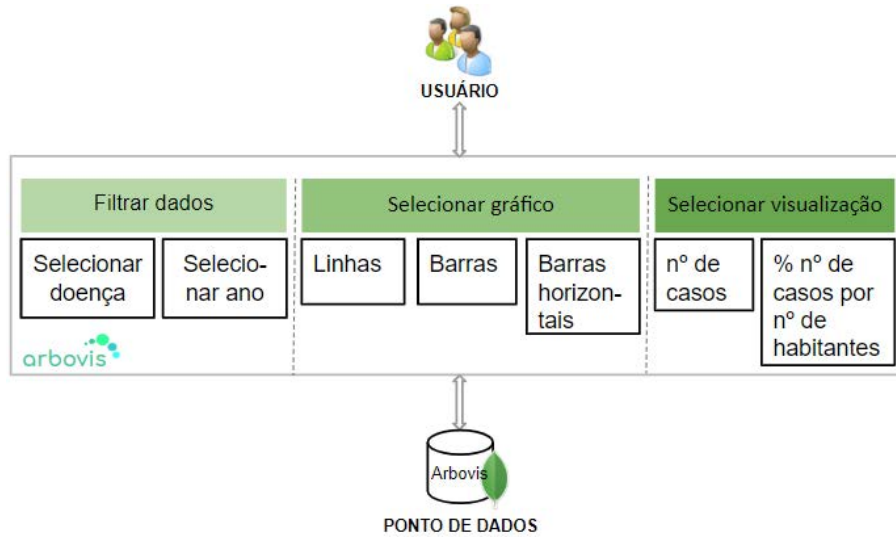 USUÁRIO
Filtrar dados
Selecionar gráfico
Selecionar visualização
Selecionar
doença
Selecio-
nar ano
Linhas
Barras
Barras
horizon-
tais
nº de
casos
% nº de
casos por
nº de
habitantes
arbovis
Arbovis
PONTO DE DADOS